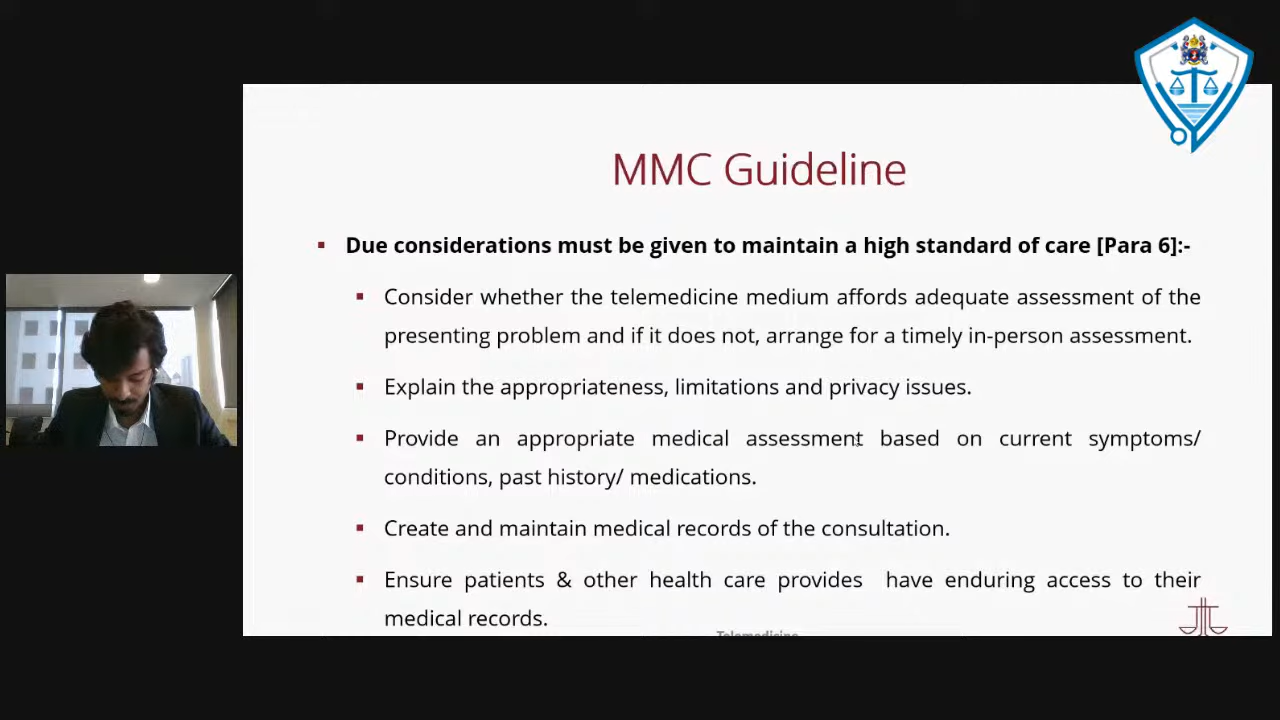 MMC Guideline
Due considerations must be given to maintain a high standard of care [Para 6]:-
Consider whether the telemedicine medium affords adequate assessment of the
presenting problem and if it does not, arrange for a timely in-person assessment.
Explain the appropriateness, limitations and privacy issues.
Provide an appropriate medical assessment based on current symptoms/
conditions, past history/ medications.
Create and maintain medical records of the consultation.
Ensure patients & other health care provides have enduring access to their
medical records.
Telemedicine